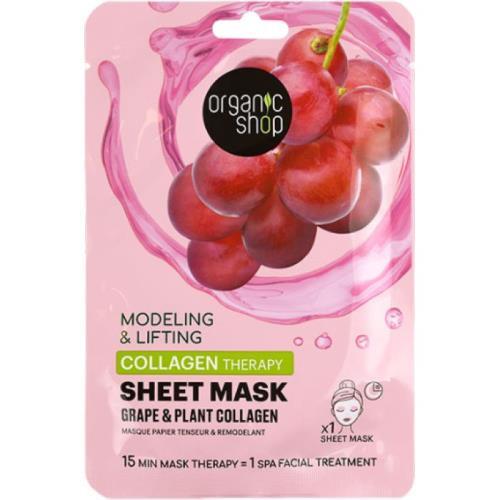 organic
shop
MODELING
& LIFTING
COLLAGEN THERAPY
SHEET MASK
GRAPE & PLANT COLLAGEN
MASQUE PAPIER TENSEUR & REMODELANT
x1
SHEET MASK
15 MIN MASK THERAPY = 1 SPA FACIAL TREATMENT